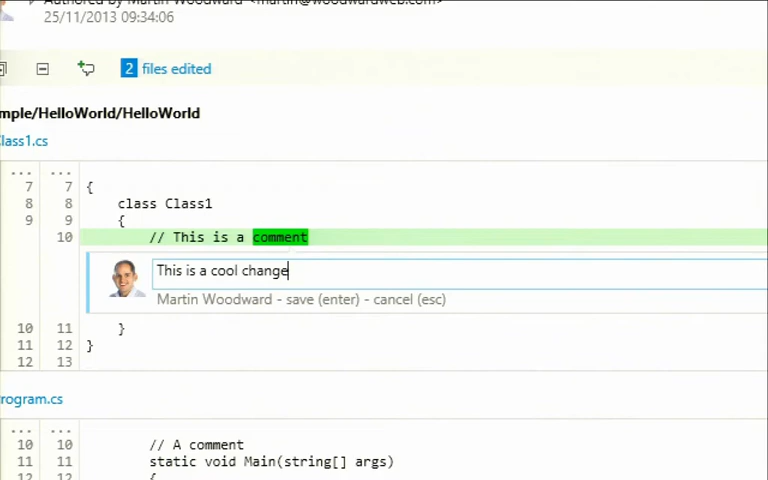 Authored by Martin Woodward <martin@woodwardweb.com>
25/11/2013 09:34:06
2 files edited
mple/HelloWorld/HelloWorld
lass1.cs
... ...
7 7 {
8 8 class Class1
9 9 {
10 // This is a comment
This is a cool change
Martin Woodward - save (enter) - cancel (esc)
10 11 }
11 12 }
12 13
rogram.cs
... ...
10 10 // A comment
11 11 static void Main(string[] args)
12 12 {